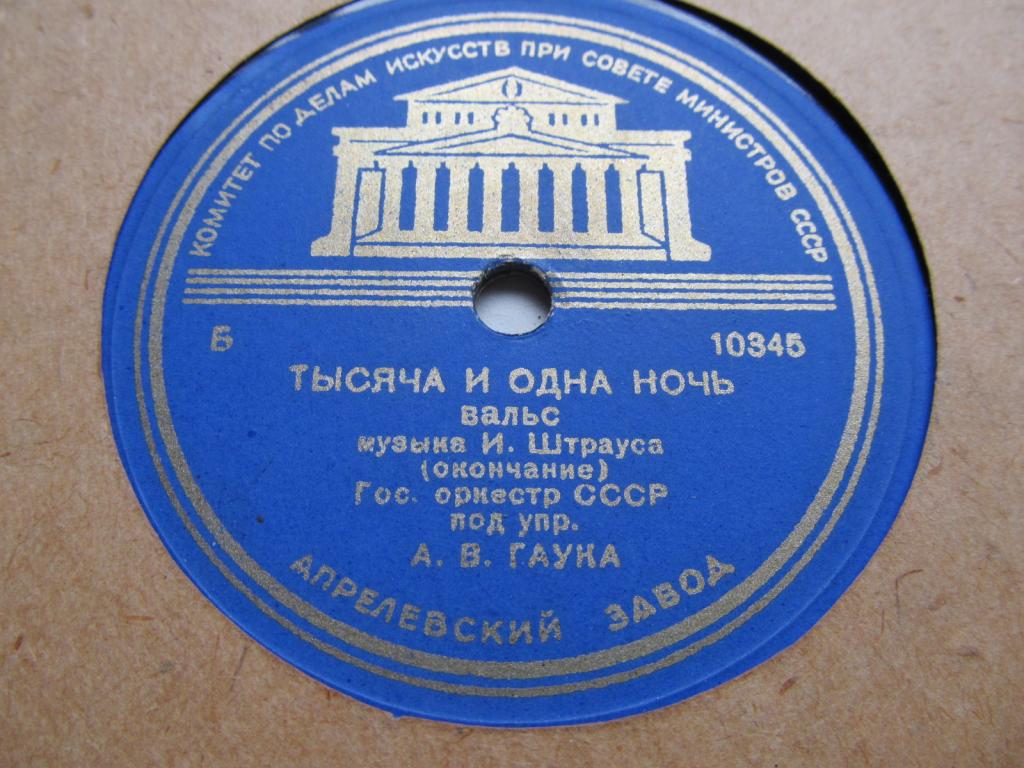 КОМИТЕТ ПО ДЕЛАМ ИСКУССТВ ПРИ СОВЕТЕ МИНИСТРОВ СССР
Б 10345
ТЫСЯЧА И ОДНА НОЧЬ
вальс
музыка И. Штрауса
(окончание)
Гос. оркестр СССР
под упр.
А. В. ГАУКА
АПРЕЛЕВСКИЙ ЗАВОД